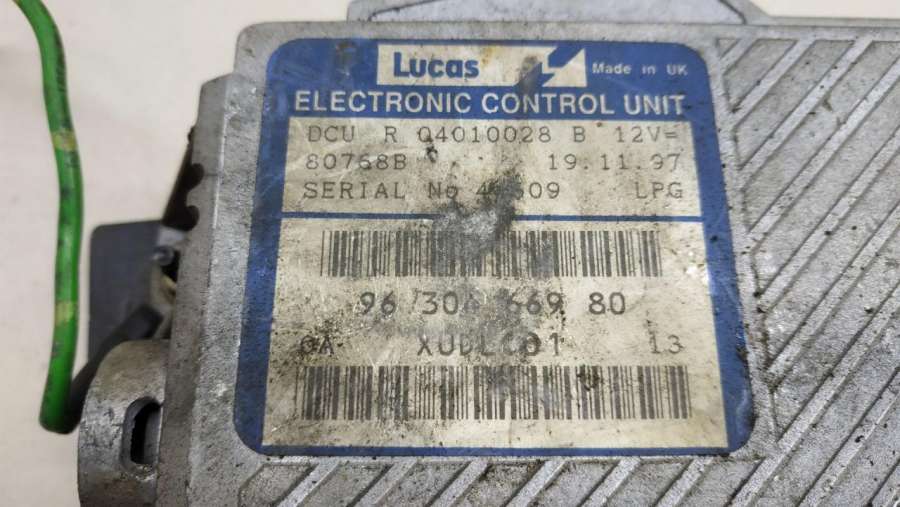 Lucas
Made in UK
ELECTRONIC CONTROL UNIT
DCU R 04010028 B 12V=
80768B 19.11.97
SERIAL No LPG
96 80
13